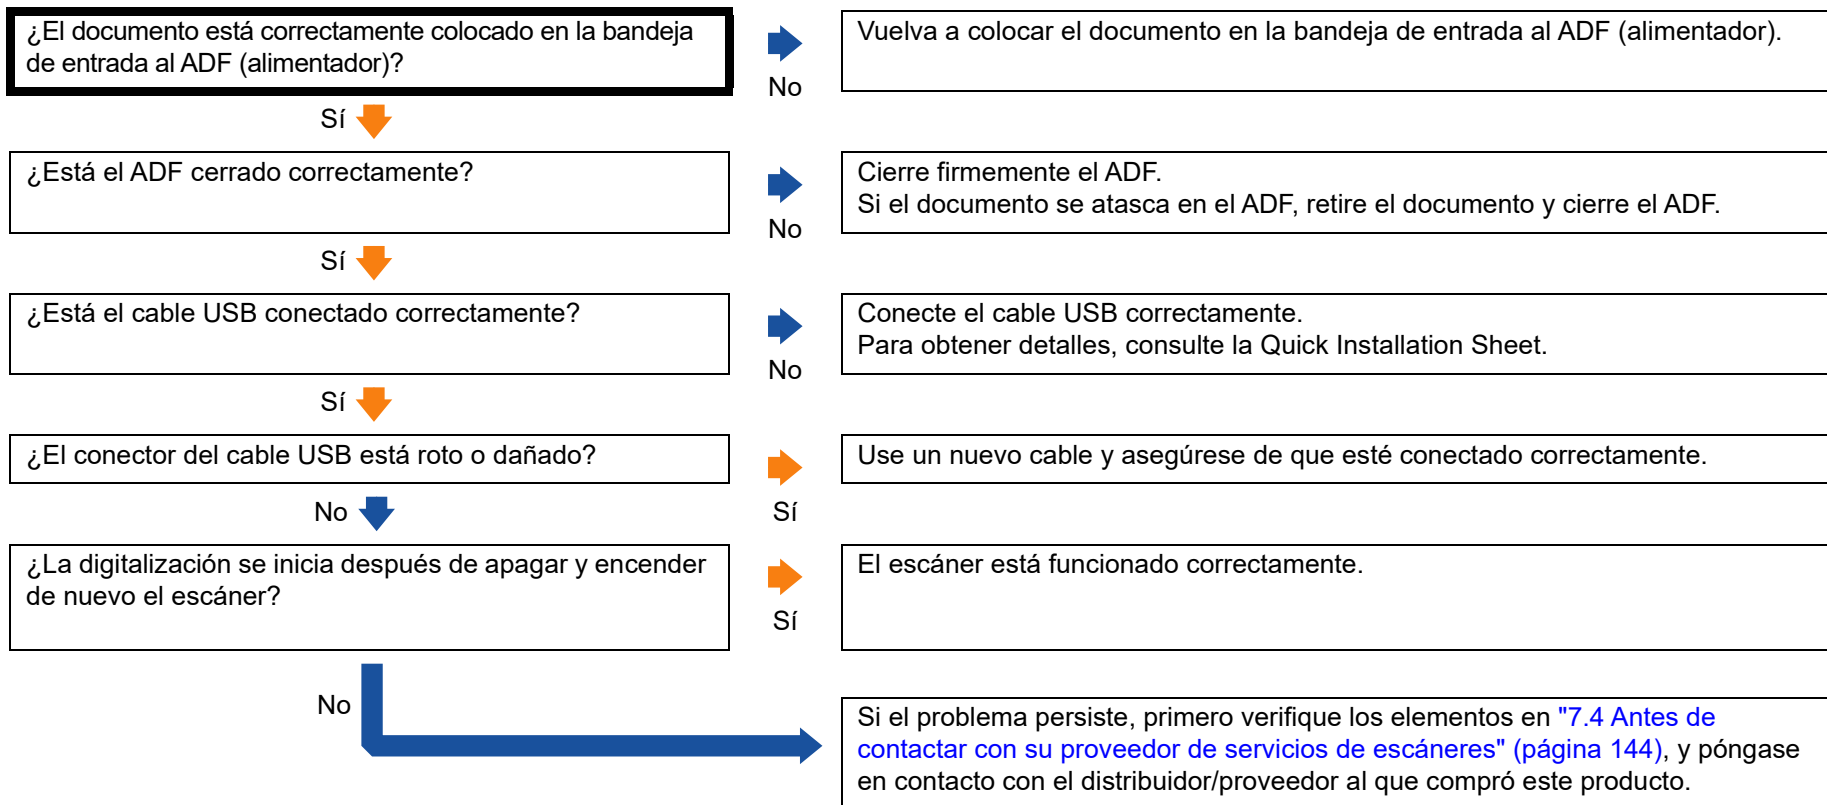 ¿El documento está correctamente colocado en la bandeja
de entrada al ADF (alimentador)?
No
Vuelva a colocar el documento en la bandeja de entrada al ADF (alimentador).
Sí
¿Está el ADF cerrado correctamente?
No
Cierre firmemente el ADF.
Si el documento se atasca en el ADF, retire el documento y cierre el ADF.
Sí
¿Está el cable USB conectado correctamente?
No
Conecte el cable USB correctamente.
Para obtener detalles, consulte la Quick Installation Sheet.
Sí
¿El conector del cable USB está roto o dañado?
Sí
Use un nuevo cable y asegúrese de que esté conectado correctamente.
No
¿La digitalización se inicia después de apagar y encender
de nuevo el escáner?
Sí
El escáner está funcionado correctamente.
No
Si el problema persiste, primero verifique los elementos en "7.4 Antes de
contactar con su proveedor de servicios de escáneres" (página 144), y póngase
en contacto con el distribuidor/proveedor al que compró este producto.